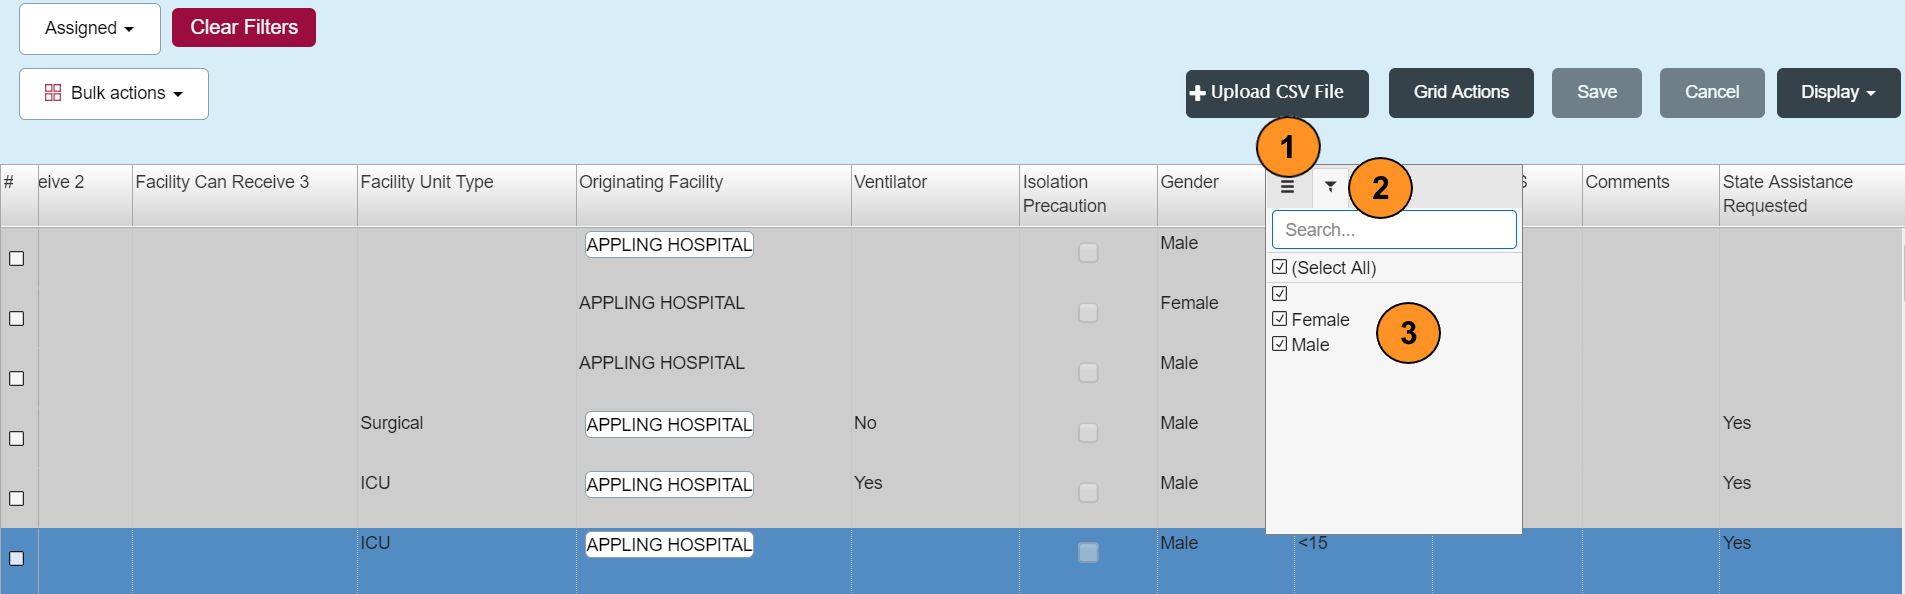 Assigned
Clear Filters
Bulk actions
Upload CSV File
Grid Actions
Save
Cancel
Display
1
2
# eive 2 Facility Can Receive 3 Facility Unit Type Originating Facility Ventilator Isolation Precaution Gender S Comments State Assistance Requested
Search...
APPLING HOSPITAL Male
(Select All)
APPLING HOSPITAL Female
Female
Male
3
APPLING HOSPITAL Male
Surgical APPLING HOSPITAL No Male Yes
ICU APPLING HOSPITAL Yes Male Yes
ICU APPLING HOSPITAL Male <15 Yes